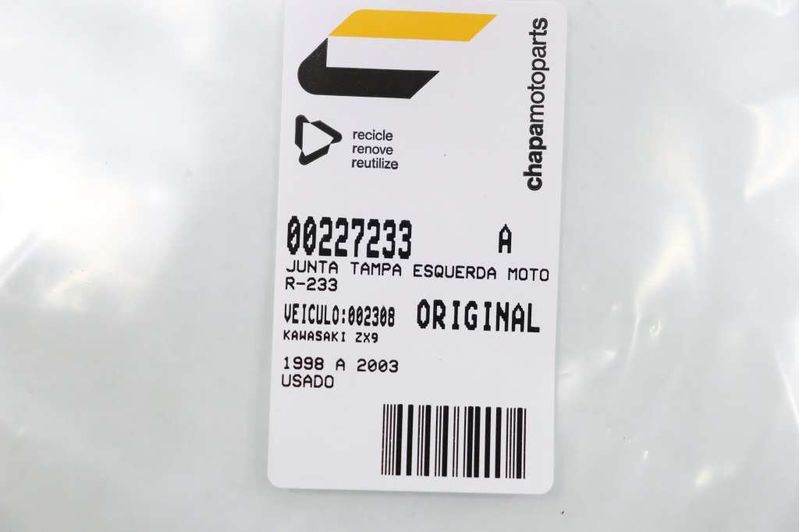 chapamotoparts
recicle
renove
reutilize
00227233 A
JUNTA TAMPA ESQUERDA MOTO
R-233
VEICULO:002308 ORIGINAL
KAWASAKI ZX9
1998 A 2003
USADO